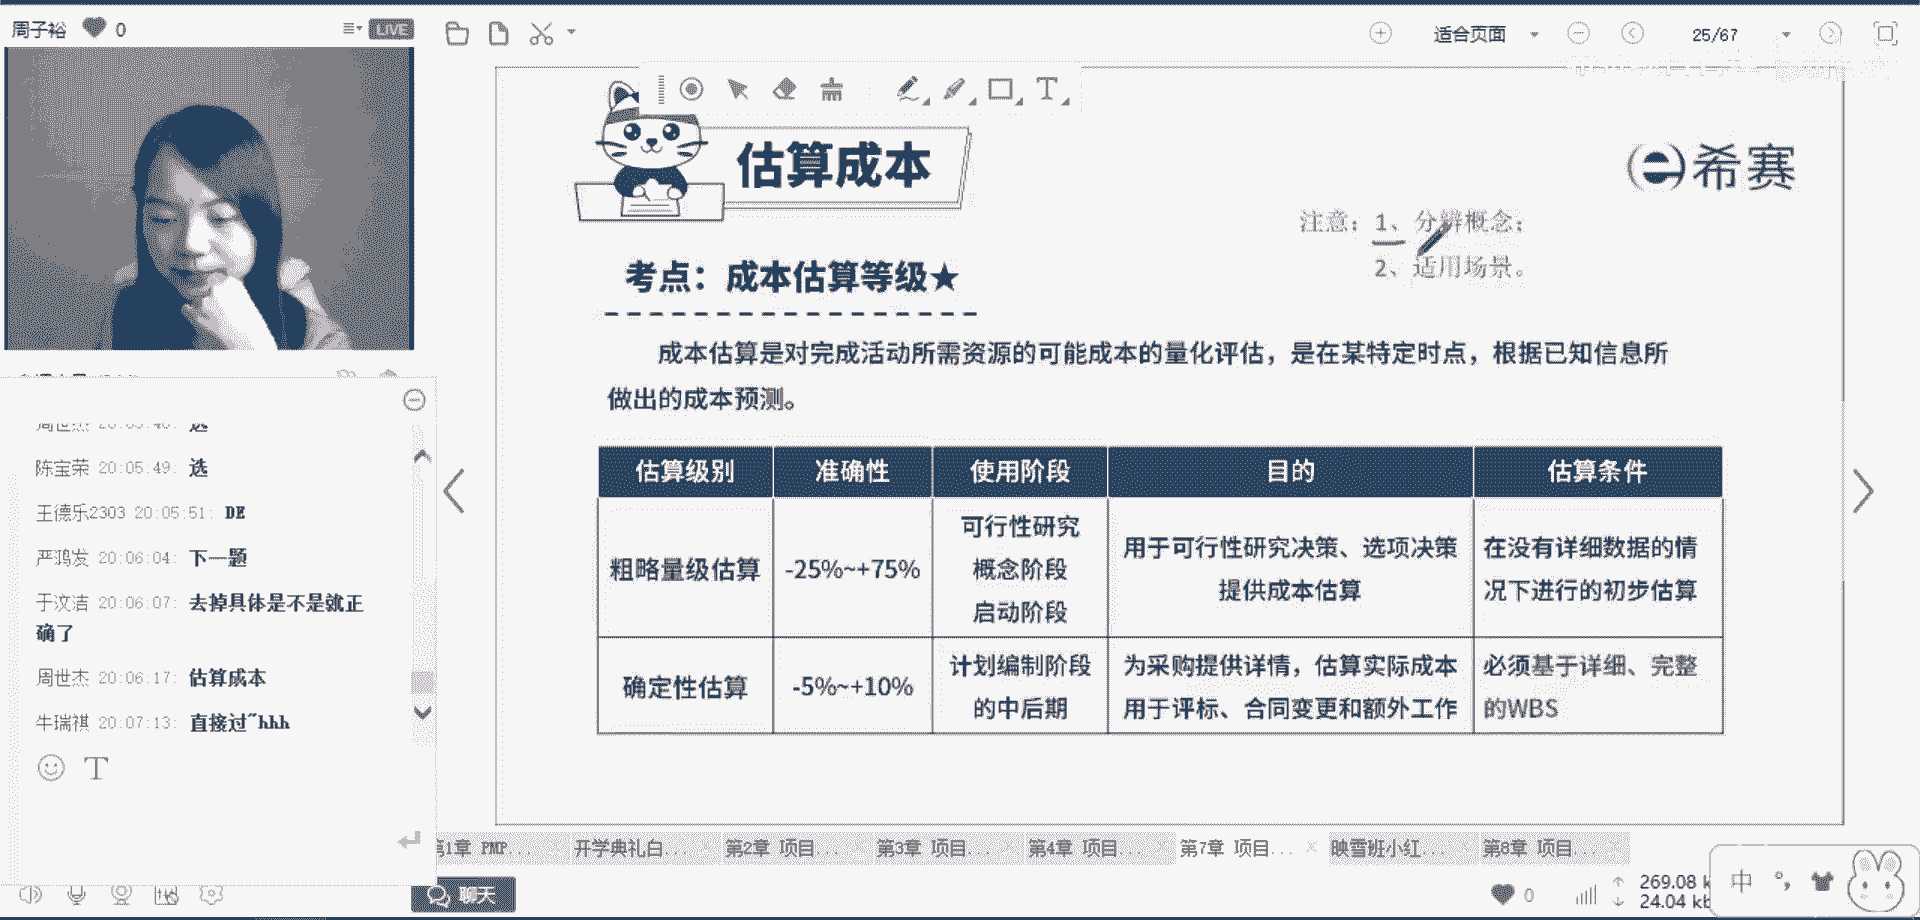 周子裕 0
LIVE
适合页面
25/67
估算成本
希赛
注意：1、分辨概念；
2、适用场景。
考点：成本估算等级★
成本估算是对完成活动所需资源的可能成本的量化评估，是在某特定时点，根据已知信息所
做出的成本预测。
估算级别 准确性 使用阶段 目的 估算条件
粗略量级估算 -25%~+75% 可行性研究 概念阶段 启动阶段 用于可行性研究决策、选项决策 提供成本估算 在没有详细数据的情 况下进行的初步估算
确定性估算 -5%~+10% 计划编制阶段 的中后期 为采购提供详情，估算实际成本 用于评标、合同变更和额外工作 必须基于详细、完整 的WBS
陈宝荣 20:05:49: 选
王德乐2303 20:05:51: DE
严鸿发 20:06:04: 下一题
于汶洁 20:06:07: 去掉具体是不是就正
确了
周世杰 20:06:17: 估算成本
牛瑞祺 20:07:13: 直接过~hhh
T
第1章 PMP... 开学典礼白... 第2章 项目... 第3章 项目... 第4章 项目... 第7章 项目... 映雪班小红... 第8章 项目...
聊天
0
269.08
24.04
中